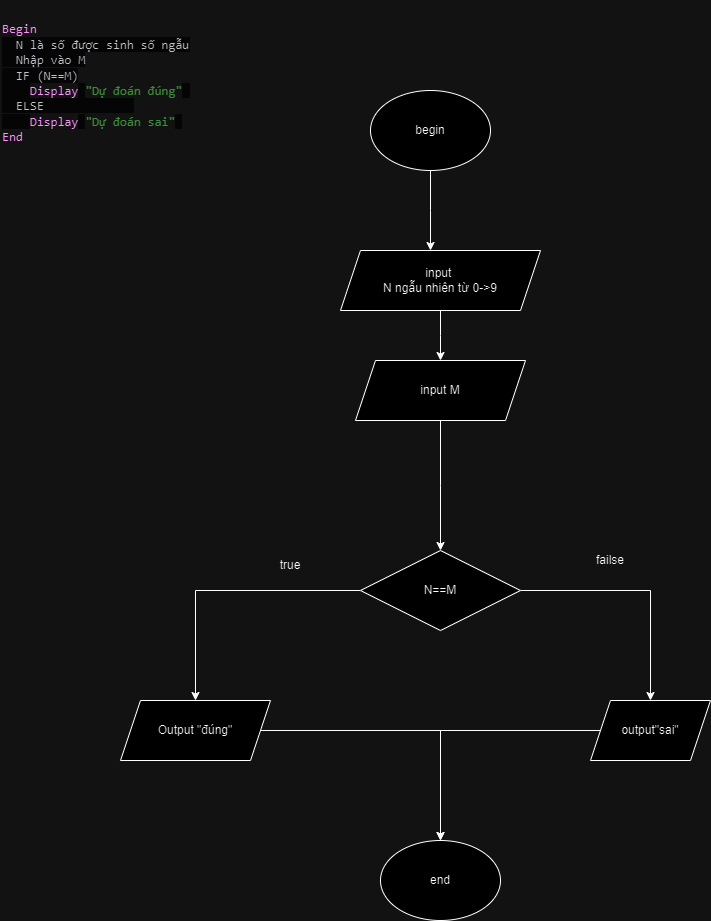 Begin
N là số được sinh số ngẫu
Nhập vào M
IF (N==M)
Display "Dự đoán đúng"
ELSE
Display "Dự đoán sai"
End
begin
input
N ngẫu nhiên từ 0->9
input M
N==M
true
failse
Output "đúng"
output"sai"
end